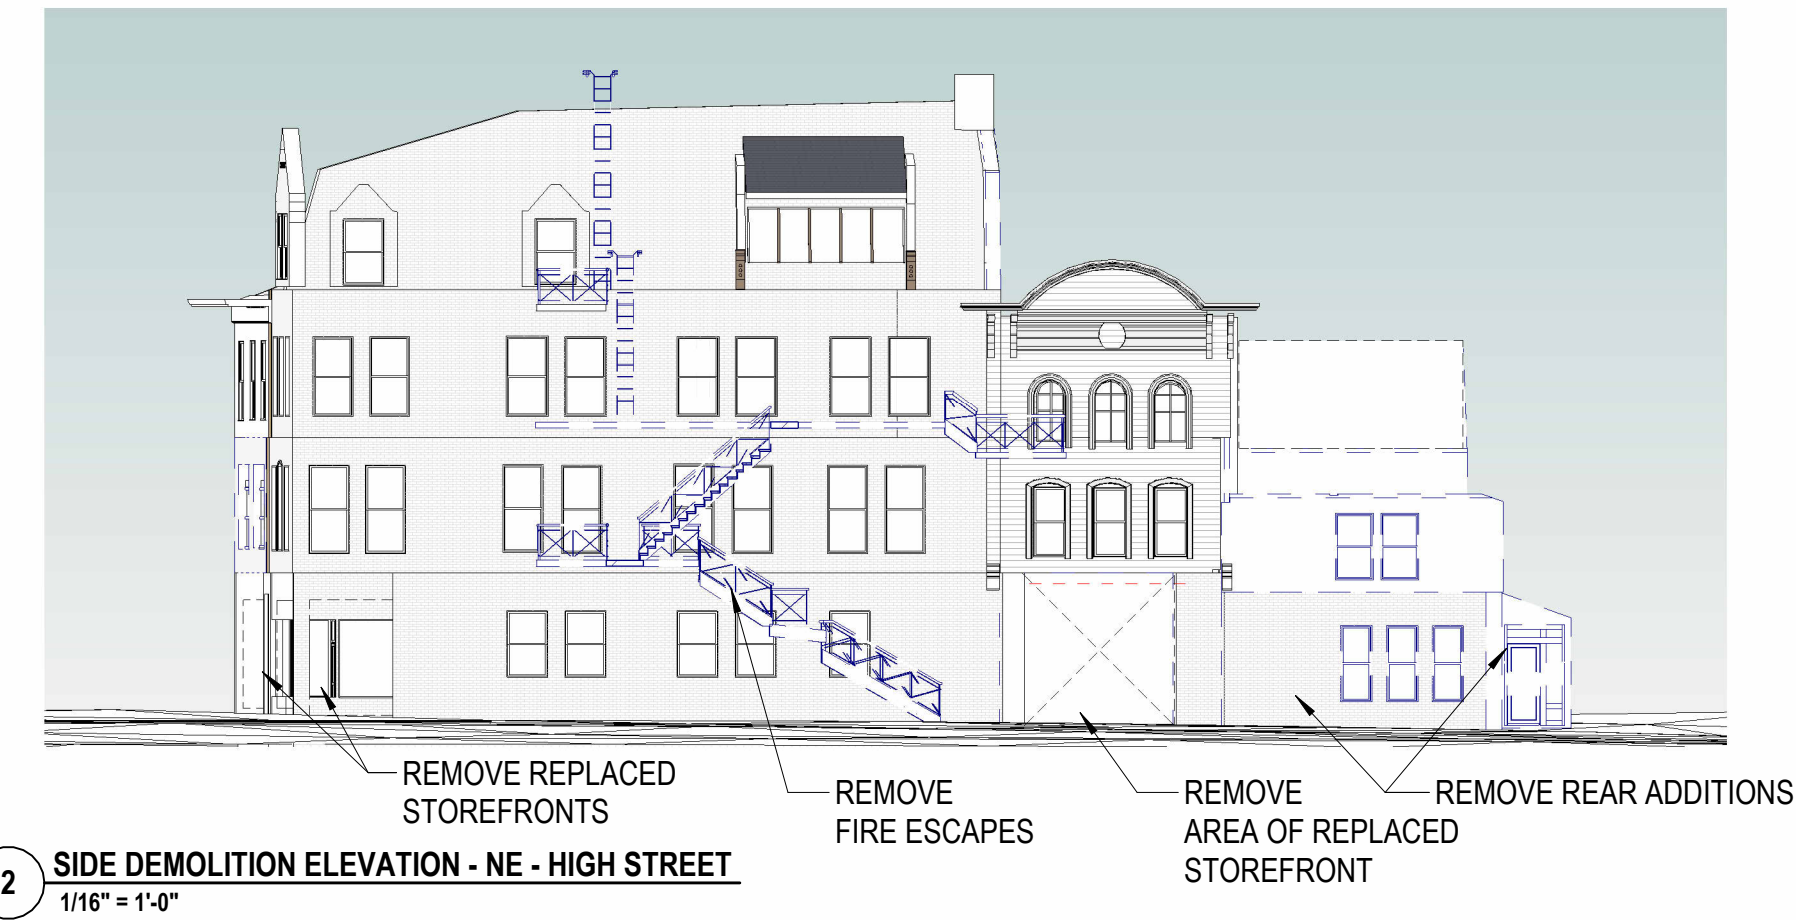 REMOVE REPLACED
STOREFRONTS
REMOVE
FIRE ESCAPES
REMOVE
AREA OF REPLACED
STOREFRONT
REMOVE REAR ADDITIONS
2
SIDE DEMOLITION ELEVATION - NE - HIGH STREET
1/16" = 1'-0"